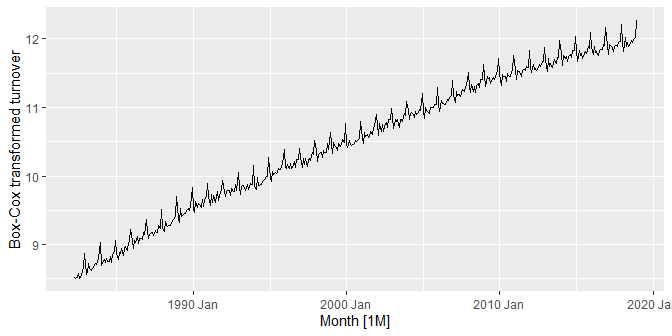 Box-Cox transformed turnover
12
11
10
9
1990 Jan
2000 Jan
2010 Jan
2020 Ja
Month [1M]